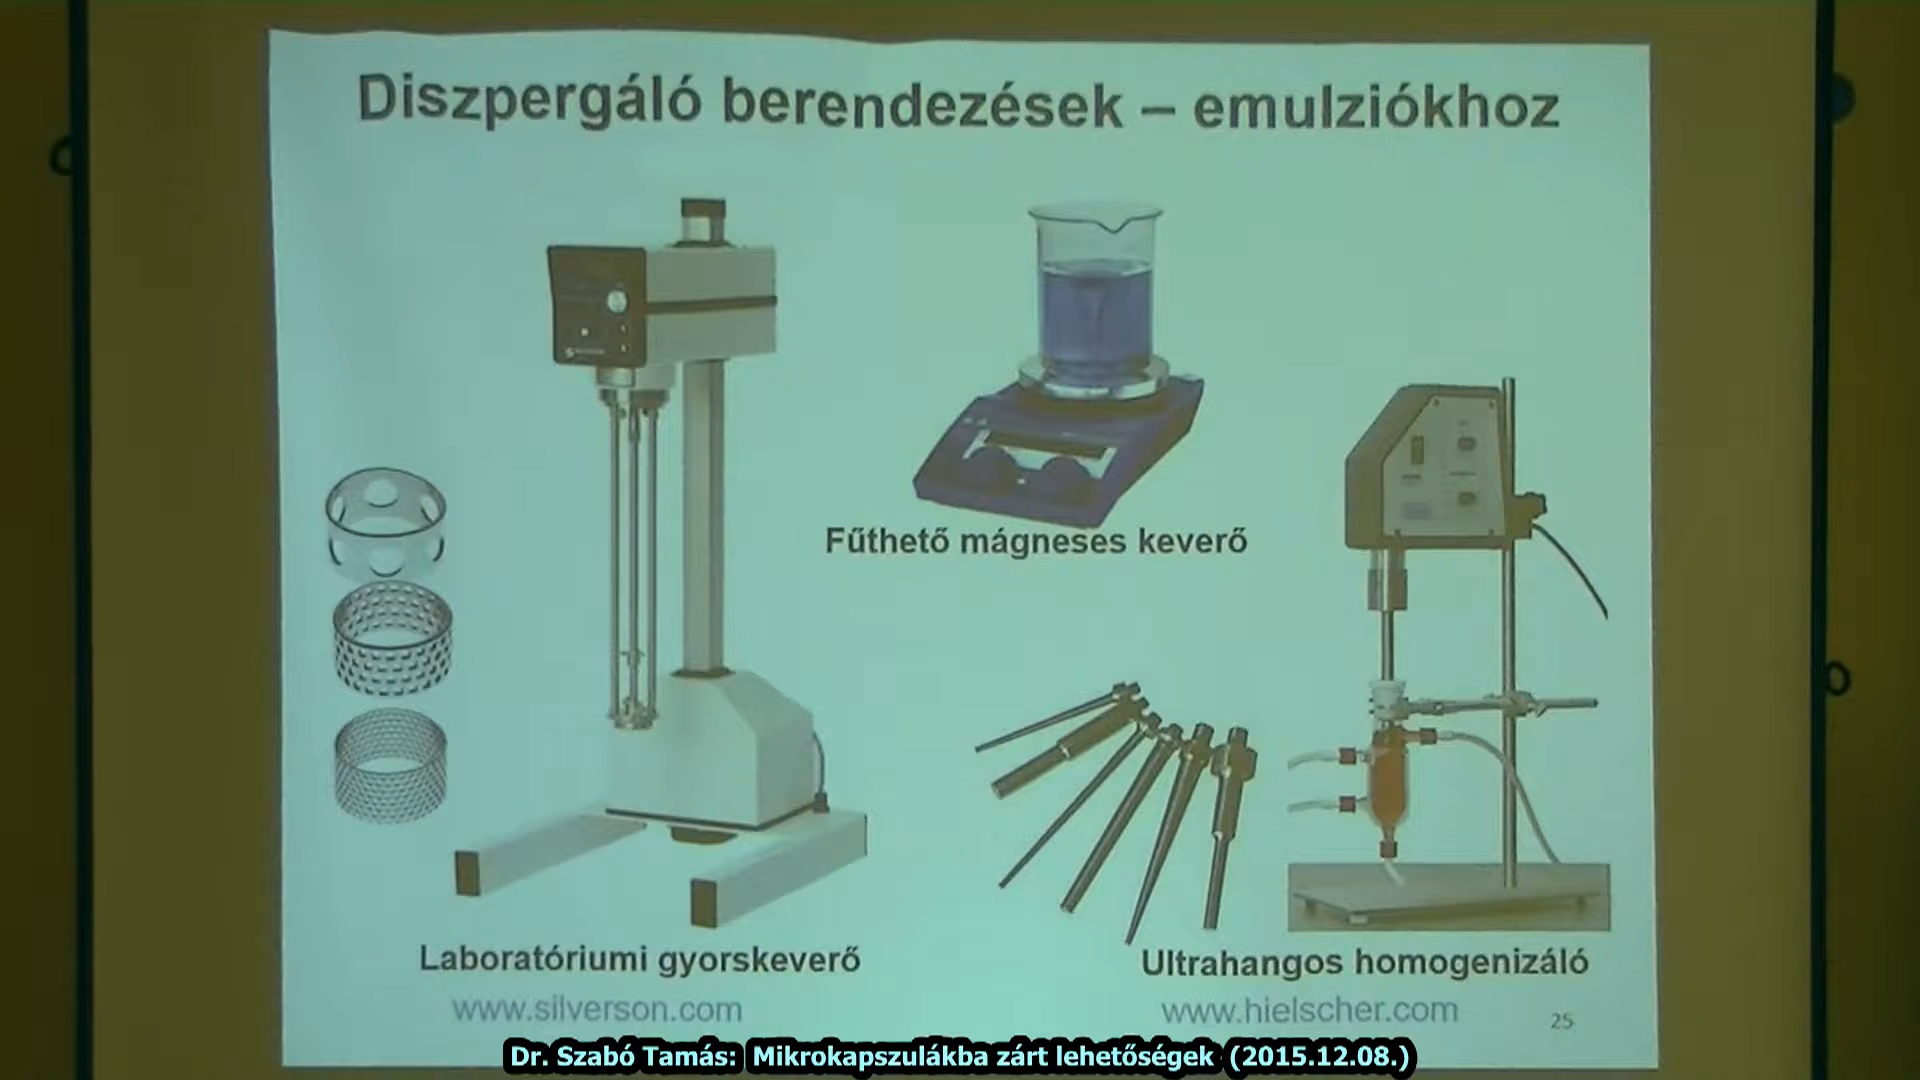 Diszpergáló berendezések – emulziókhoz
Fűthető mágneses keverő
Laboratóriumi gyorskeverő
www.silverson.com
Ultrahangos homogenizáló
www.hielscher.com
25
Dr. Szabó Tamás: Mikrokapszulákba zárt lehetőségek (2015.12.08.)